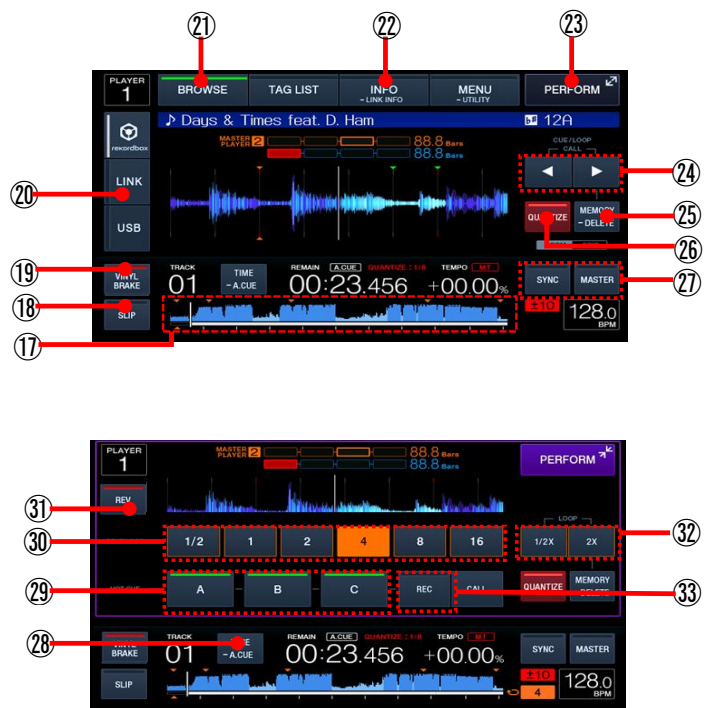 ㉑ ㉒ ㉓
PLAYER 1 BROWSE TAG LIST INFO MENU PERFORM
– LINK INFO – UTILITY
♪ Days & Times feat. D. Ham 12A
rekordbox MASTER PLAYER 2 88.8 Bars CUE/LOOP
88.8 Bars CALL
◄ ► ㉔
⑳ LINK
QUANTIZE MEMORY ㉕
– DELETE
USB ㉖
⑲ VINYL BRAKE TRACK TIME REMAIN A.CUE QUANTIZE : 1/8 TEMPO MT SYNC MASTER ㉗
01 – A.CUE 00:23.456 +00.00%
⑱ SLIP ±10 128.0
BPM
⑰
PLAYER 1 MASTER PLAYER 2 88.8 Bars PERFORM
88.8 Bars
㉛ REV
LOOP ㉜
㉚ 1/2 1 2 4 8 16 1/2X 2X
㉙ A B C REC CALL QUANTIZE MEMORY
㉝
㉘
VINYL BRAKE TRACK REMAIN A.CUE QUANTIZE : 1/8 TEMPO MT SYNC MASTER
01 – A.CUE 00:23.456 +00.00%
SLIP ±10 128.0
4 BPM